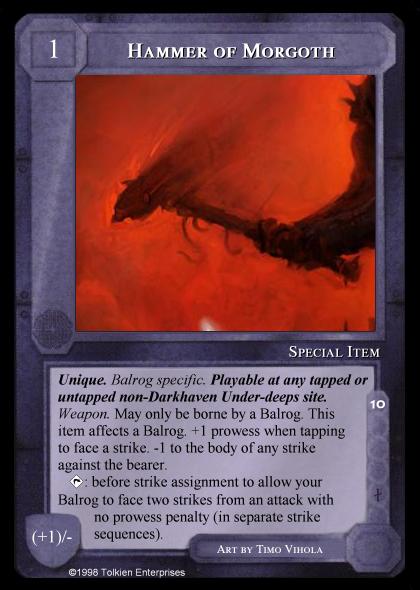 1
HAMMER OF MORGOTH
SPECIAL ITEM
Unique. Balrog specific. Playable at any tapped or
untapped non-Darkhaven Under-deeps site.
Weapon. May only be borne by a Balrog. This
item affects a Balrog. +1 prowess when tapping
to face a strike. -1 to the body of any strike
against the bearer.
: before strike assignment to allow your
Balrog to face two strikes from an attack with
no prowess penalty (in separate strike
sequences).
10
(+1)/-
ART BY TIMO VIHOLA
©1998 Tolkien Enterprises